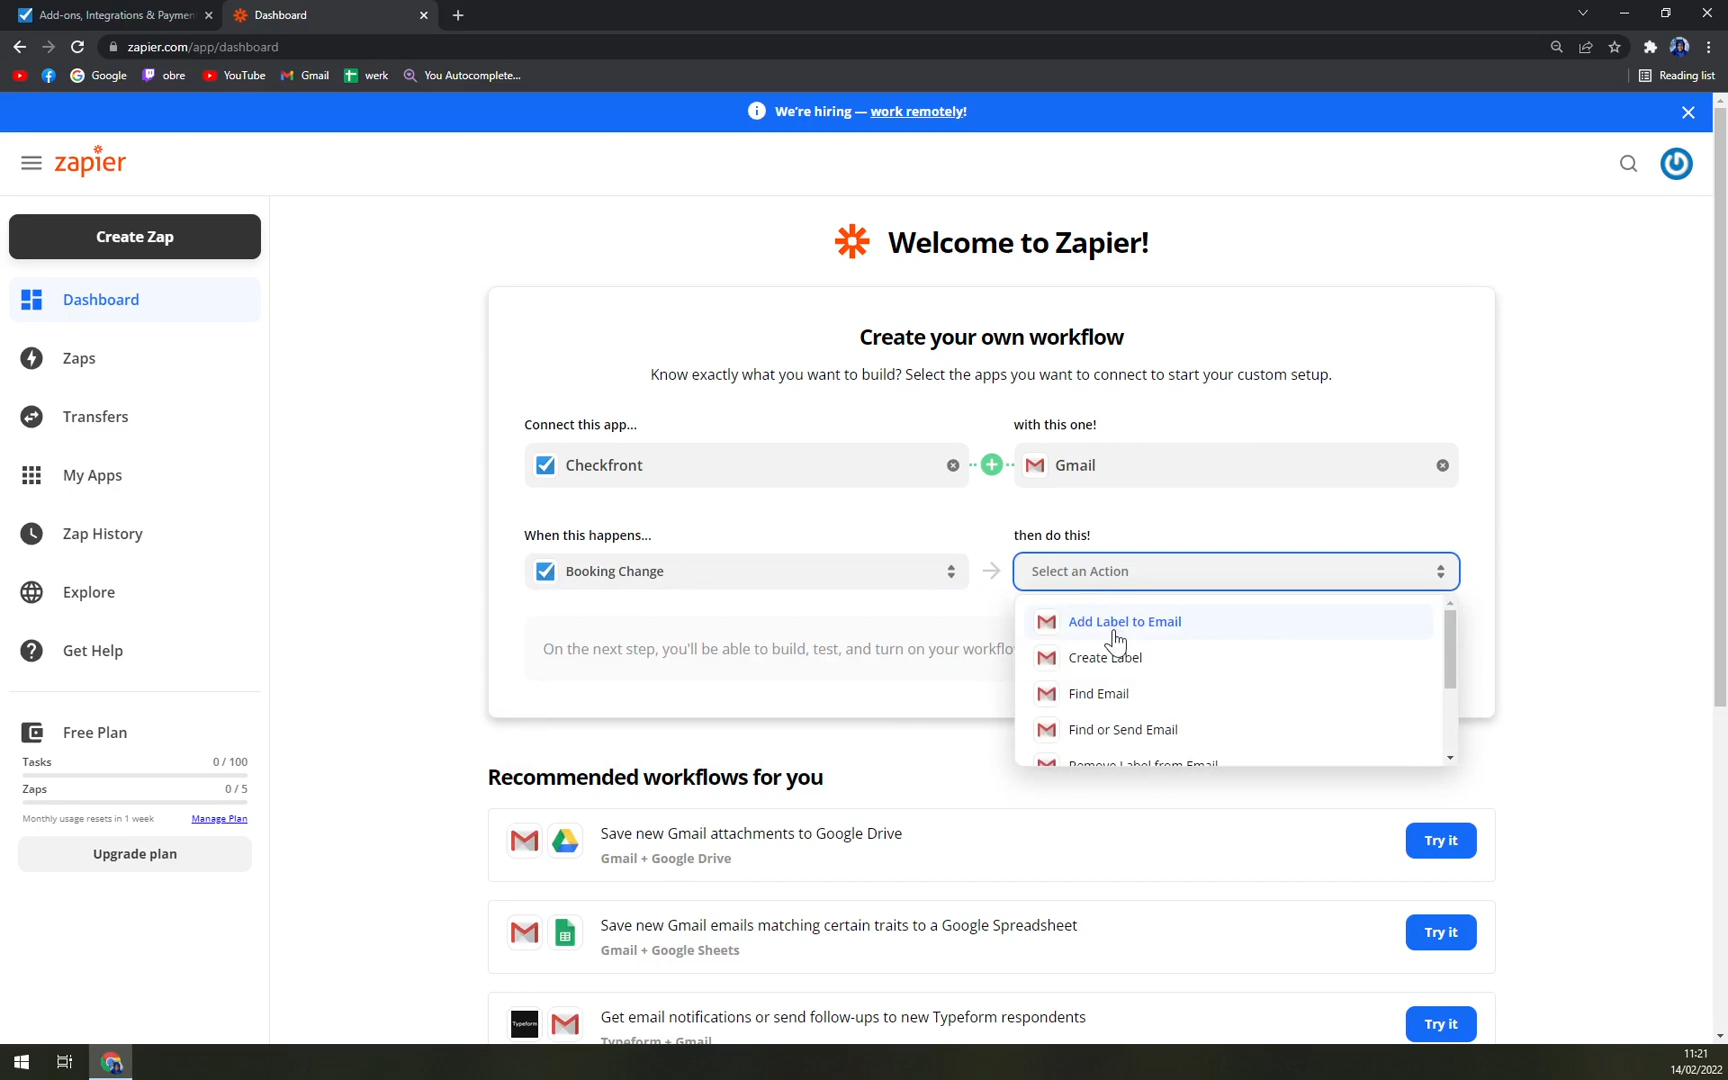 Add-ons, Integrations & Paymen
Dashboard
zapier.com/app/dashboard
Google
obre
YouTube
Gmail
werk
You Autocomplete...
Reading list
We're hiring — work remotely!
zapier
Create Zap
Dashboard
Zaps
Transfers
My Apps
Zap History
Explore
Get Help
Free Plan
Tasks 0 / 100
Zaps 0 / 5
Monthly usage resets in 1 week Manage Plan
Upgrade plan
Welcome to Zapier!
Create your own workflow
Know exactly what you want to build? Select the apps you want to connect to start your custom setup.
Connect this app... with this one!
Checkfront
Gmail
When this happens... then do this!
Booking Change
Select an Action
On the next step, you'll be able to build, test, and turn on your workflo
Add Label to Email
Create Label
Find Email
Find or Send Email
Remove Label from Email
Recommended workflows for you
Save new Gmail attachments to Google Drive
Gmail + Google Drive
Try it
Save new Gmail emails matching certain traits to a Google Spreadsheet
Gmail + Google Sheets
Try it
Typeform
Get email notifications or send follow-ups to new Typeform respondents
Typeform + Gmail
Try it
11:21
14/02/2022